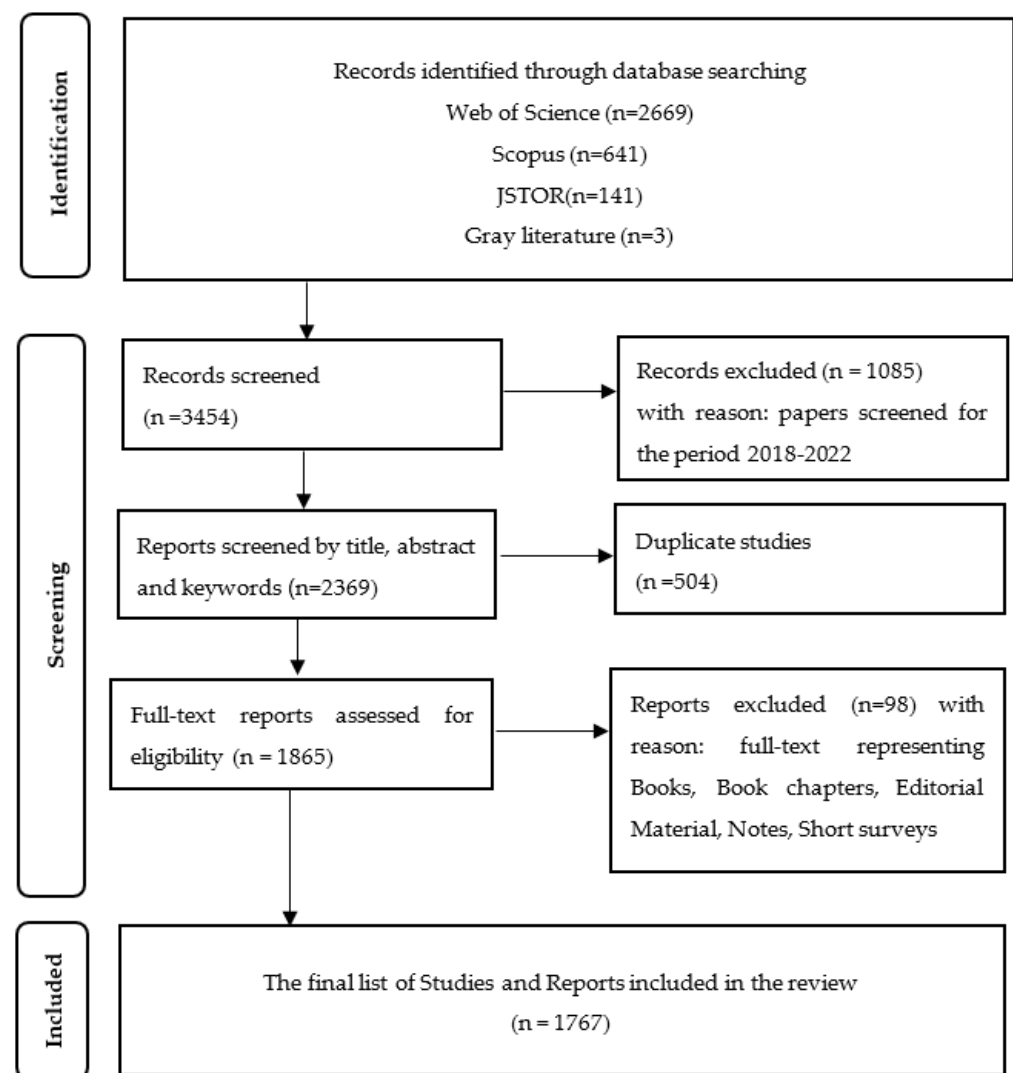 Identification
Records identified through database searching
Web of Science (n=2669)
Scopus (n=641)
JSTOR(n=141)
Gray literature (n=3)
Screening
Records screened
(n =3454)
Records excluded (n = 1085)
with reason: papers screened for
the period 2018-2022
Reports screened by title, abstract
and keywords (n=2369)
Duplicate studies
(n =504)
Full-text reports assessed for
eligibility (n = 1865)
Reports excluded (n=98) with
reason: full-text representing
Books, Book chapters, Editorial
Material, Notes, Short surveys
Included
The final list of Studies and Reports included in the review
(n = 1767)